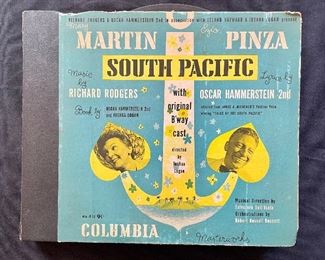 RICHARD RODGERS & OSCAR HAMMERSTEIN 2nd in association with LELAND HAYWARD & JOSHUA LOGAN present
Mary Ezio
MARTIN PINZA
SOUTH PACIFIC
Music by
RICHARD RODGERS
Lyrics by
OSCAR HAMMERSTEIN 2nd
Book by
OSCAR HAMMERSTEIN 2nd
and JOSHUA LOGAN
with
original
B'way
cast
directed
by
Joshua
Logan
Adapted from JAMES A. MICHENER'S Pulitzer Prize
winning "TALES OF THE SOUTH PACIFIC"
Musical Direction by
Salvatore Dell'Isola
Orchestrations by
Robert Russell Bennett
COLUMBIA
Masterworks